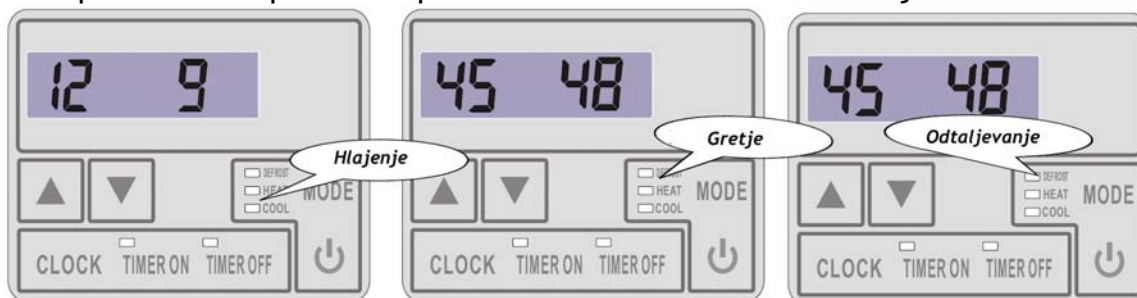 12 9
Hlajenje
DEFROST
HEAT
COOL
MODE
CLOCK TIMER ON TIMER OFF
45 48
Gretje
HEAT
COOL
MODE
CLOCK TIMER ON TIMER OFF
45 48
Odtaljevanje
DEFROST
HEAT
COOL
MODE
CLOCK TIMER ON TIMER OFF